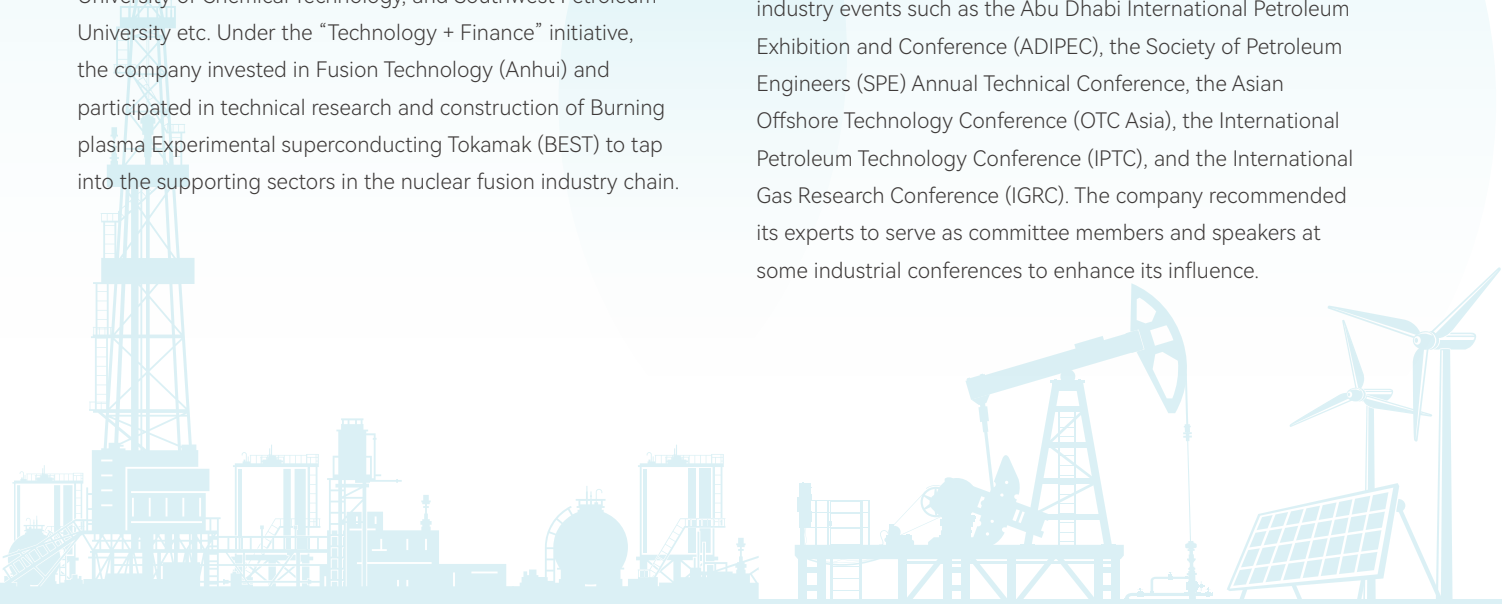 University of Chemical Technology, and Southwest Petroleum
University etc. Under the “Technology + Finance” initiative,
the company invested in Fusion Technology (Anhui) and
participated in technical research and construction of Burning
plasma Experimental superconducting Tokamak (BEST) to tap
into the supporting sectors in the nuclear fusion industry chain.
industry events such as the Abu Dhabi International Petroleum
Exhibition and Conference (ADIPEC), the Society of Petroleum
Engineers (SPE) Annual Technical Conference, the Asian
Offshore Technology Conference (OTC Asia), the International
Petroleum Technology Conference (IPTC), and the International
Gas Research Conference (IGRC). The company recommended
its experts to serve as committee members and speakers at
some industrial conferences to enhance its influence.